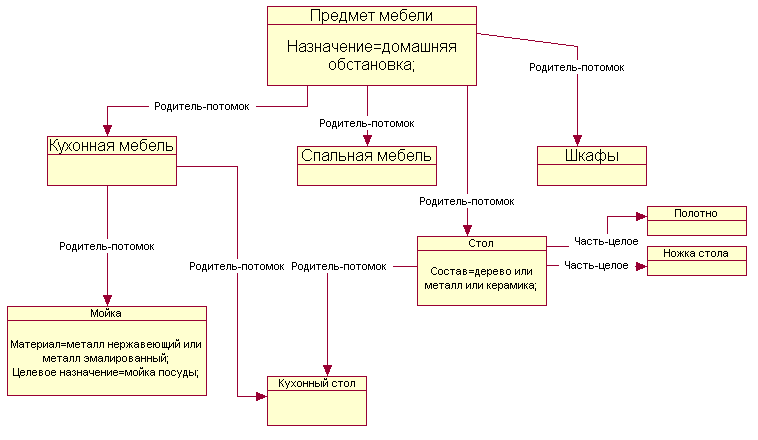 Предмет мебели
Назначение=домашняя
обстановка;
Родитель-потомок
Родитель-потомок
Родитель-потомок
Кухонная мебель
Спальная мебель
Шкафы
Родитель-потомок
Полотно
Стол
Часть-целое
Родитель-потомок
Ножка стола
Родитель-потомок
Родитель-потомок
Часть-целое
Состав=дерево или
металл или керамика;
Мойка
Материал=металл нержавеющий или
металл эмалированный;
Целевое назначение=мойка посуды;
Кухонный стол